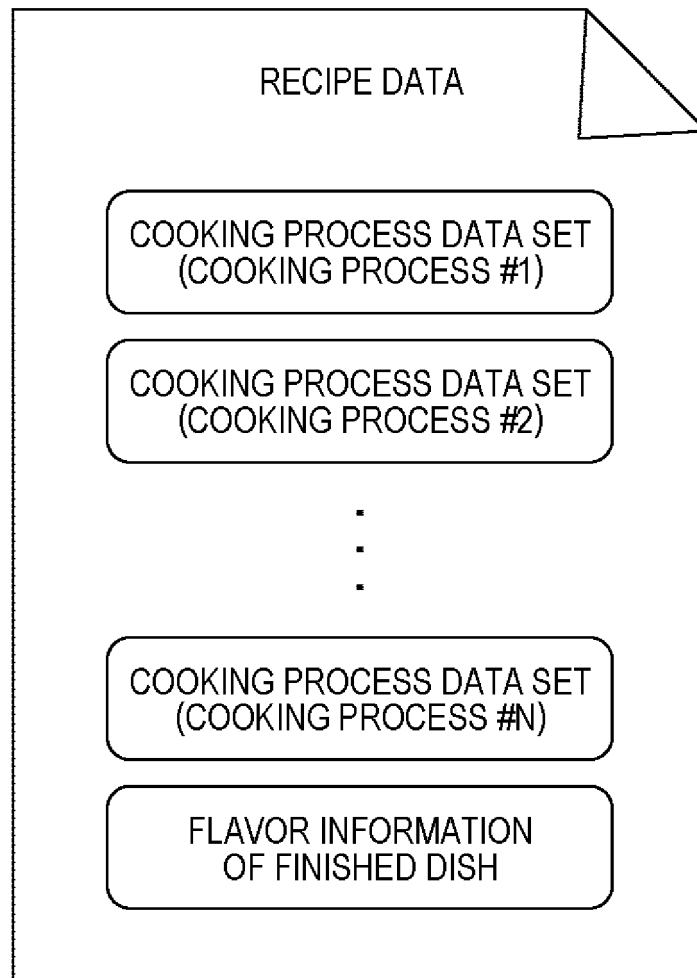 RECIPE DATA
COOKING PROCESS DATA SET
(COOKING PROCESS #1)
COOKING PROCESS DATA SET
(COOKING PROCESS #2)
COOKING PROCESS DATA SET
(COOKING PROCESS #N)
FLAVOR INFORMATION
OF FINISHED DISH